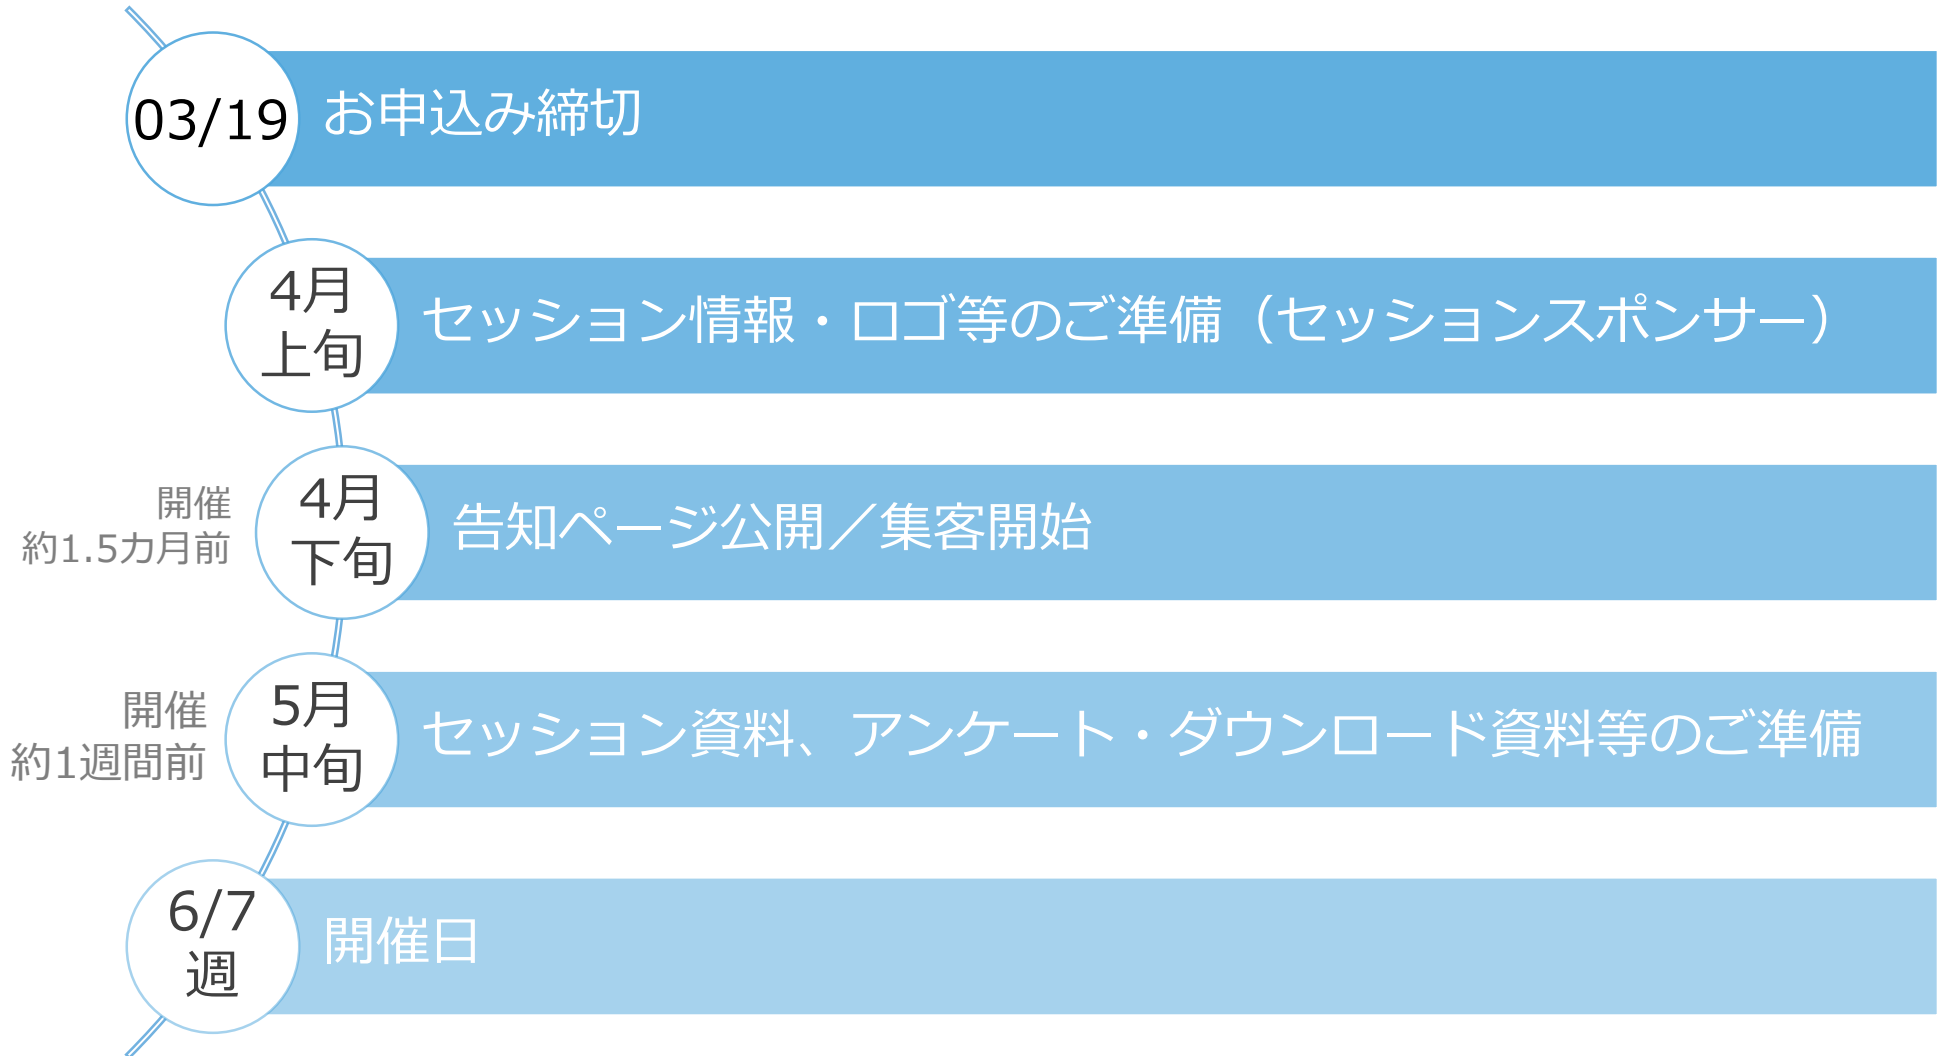 03/19
お申込み締切
4月
上旬
セッション情報・ロゴ等のご準備（セッションスポンサー）
開催
約1.5カ月前
4月
下旬
告知ページ公開／集客開始
開催
約1週間前
5月
中旬
セッション資料、アンケート・ダウンロード資料等のご準備
6/7
週
開催日